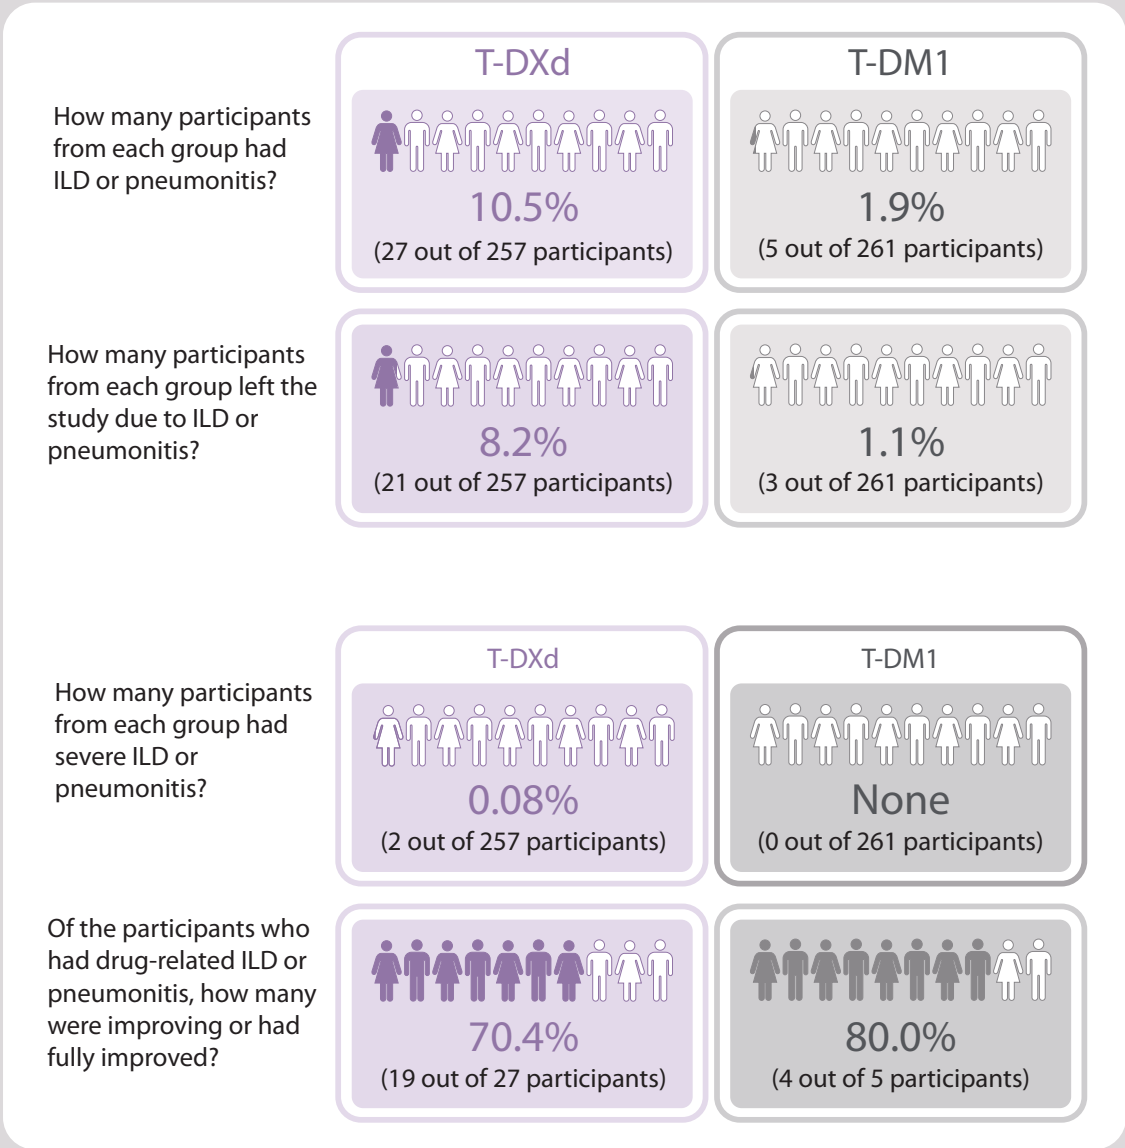 T-DXd
T-DM1
How many participants
from each group had
ILD or pneumonitis?
10.5%
(27 out of 257 participants)
1.9%
(5 out of 261 participants)
How many participants
from each group left the
study due to ILD or
pneumonitis?
8.2%
(21 out of 257 participants)
1.1%
(3 out of 261 participants)
T-DXd
T-DM1
How many participants
from each group had
severe ILD or
pneumonitis?
0.08%
(2 out of 257 participants)
None
(0 out of 261 participants)
Of the participants who
had drug-related ILD or
pneumonitis, how many
were improving or had
fully improved?
70.4%
(19 out of 27 participants)
80.0%
(4 out of 5 participants)